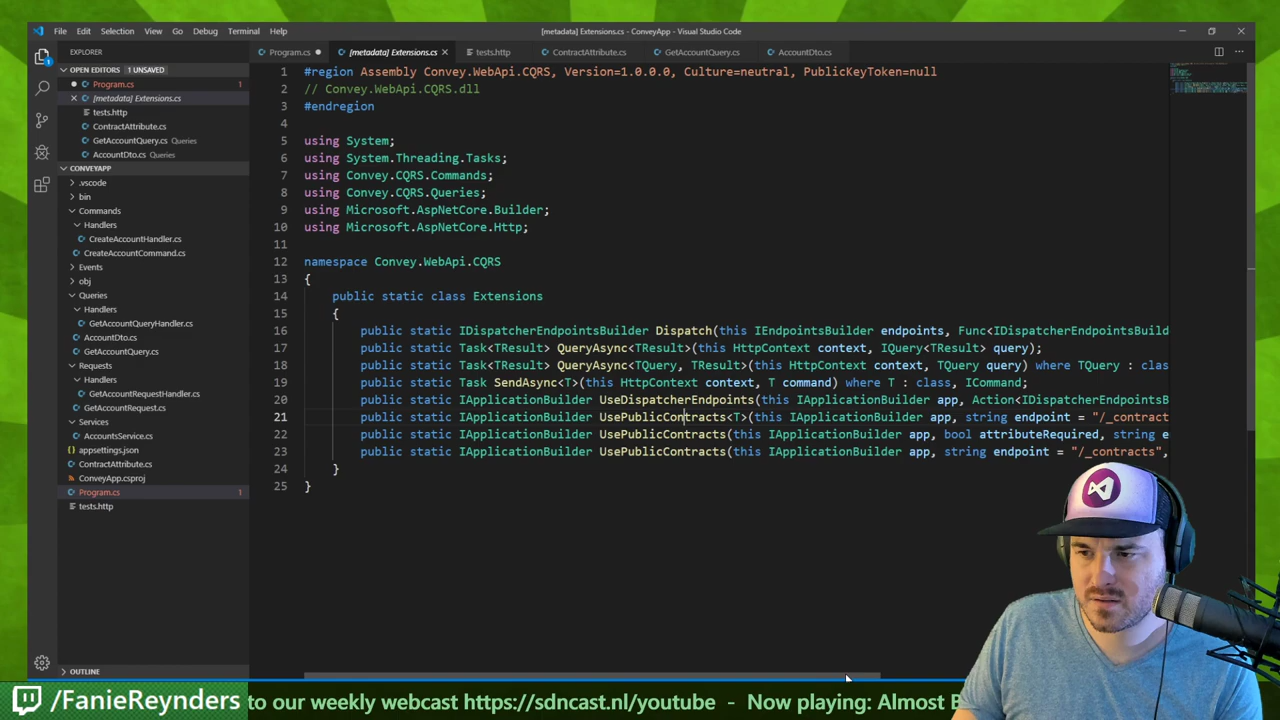 File Edit Selection View Go Debug Terminal Help
[metadata] Extensions.cs - ConveyApp - Visual Studio Code
EXPLORER
OPEN EDITORS 1 UNSAVED
Program.cs 1
[metadata] Extensions.cs
tests.http
ContractAttribute.cs
GetAccountQuery.cs Queries
AccountDto.cs Queries
CONVEYAPP
.vscode
bin
Commands
Handlers
CreateAccountHandler.cs
CreateAccountCommand.cs
Events
obj
Queries
Handlers
GetAccountQueryHandler.cs
AccountDto.cs
GetAccountQuery.cs
Requests
Handlers
GetAccountRequestHandler.cs
GetAccountRequest.cs
Services
AccountsService.cs
appsettings.json
ContractAttribute.cs
ConveyApp.csproj
Program.cs 1
tests.http
OUTLINE
Program.cs [metadata] Extensions.cs tests.http ContractAttribute.cs GetAccountQuery.cs AccountDto.cs
1 #region Assembly Convey.WebApi.CQRS, Version=1.0.0.0, Culture=neutral, PublicKeyToken=null
2 // Convey.WebApi.CQRS.dll
3 #endregion
4
5 using System;
6 using System.Threading.Tasks;
7 using Convey.CQRS.Commands;
8 using Convey.CQRS.Queries;
9 using Microsoft.AspNetCore.Builder;
10 using Microsoft.AspNetCore.Http;
11
12 namespace Convey.WebApi.CQRS
13 {
14 public static class Extensions
15 {
16 public static IDispatcherEndpointsBuilder Dispatch(this IEndpointsBuilder endpoints, Func<IDispatcherEndpointsBuild
17 public static Task<TResult> QueryAsync<TResult>(this HttpContext context, IQuery<TResult> query);
18 public static Task<TResult> QueryAsync<TQuery, TResult>(this HttpContext context, TQuery query) where TQuery : clas
19 public static Task SendAsync<T>(this HttpContext context, T command) where T : class, ICommand;
20 public static IApplicationBuilder UseDispatcherEndpoints(this IApplicationBuilder app, Action<IDispatcherEndpointsB
21 public static IApplicationBuilder UsePublicContracts<T>(this IApplicationBuilder app, string endpoint = "/_contract
22 public static IApplicationBuilder UsePublicContracts(this IApplicationBuilder app, bool attributeRequired, string e
23 public static IApplicationBuilder UsePublicContracts(this IApplicationBuilder app, string endpoint = "/_contracts",
24 }
25 }
/FanieReynders to our weekly webcast https://sdncast.nl/youtube - Now playing: Almost B